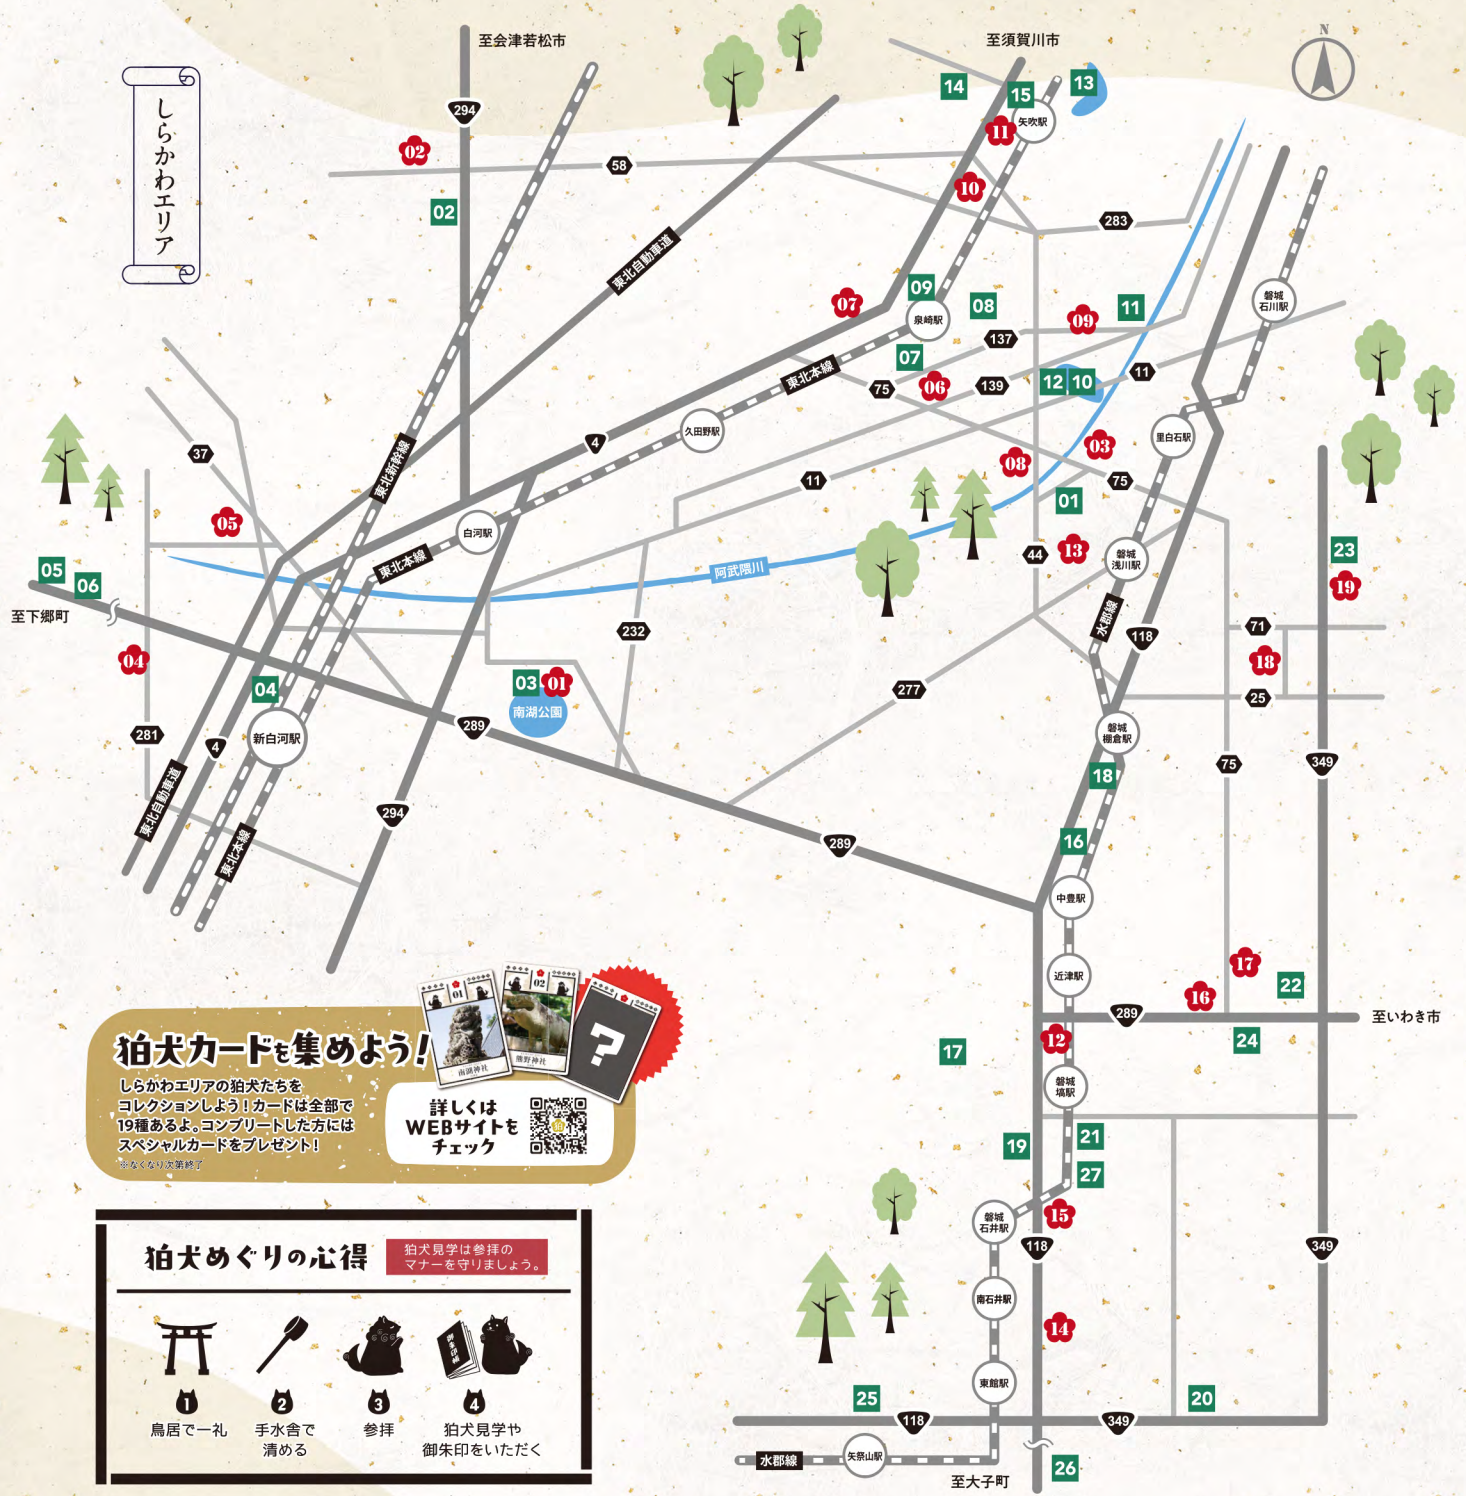 至会津若松市
至須賀川市
N
しらかわエリア
294
14
15
13
矢吹駅
11
02
58
10
02
283
東北自動車道
07
09
08
11
磐城
石川駅
泉崎駅
09
137
07
東北本線
75
06
139
12
10
11
4
久田野駅
里白石駅
37
東北新幹線
03
08
11
75
01
05
白河駅
44
13
磐城
浅川駅
23
05
06
東北本線
阿武隈川
19
至下郷町
水郡線
71
232
118
04
18
03
01
04
277
25
南湖公園
281
4
新白河駅
289
磐城
棚倉駅
75
349
18
東北自動車道
294
東北本線
289
16
中豊駅
近津駅
17
16
22
289
至いわき市
12
24
17
磐城
塙駅
19
21
27
磐城
石井駅
15
118
349
南石井駅
14
東館駅
25
118
349
20
水郡線
矢祭山駅
26
至大子町
01
南湖神社
02
熊野神社
?
狛犬カードを集めよう!
しらかわエリアの狛犬たちを
コレクションしよう!カードは全部で
19種あるよ。コンプリートした方には
スペシャルカードをプレゼント!
※なくなり次第終了
詳しくは
WEBサイトを
チェック
狛犬めぐりの心得
狛犬見学は参拝の
マナーを守りましょう。
御朱印帳
1
鳥居で一礼
2
手水舎で
清める
3
参拝
4
狛犬見学や
御朱印をいただく